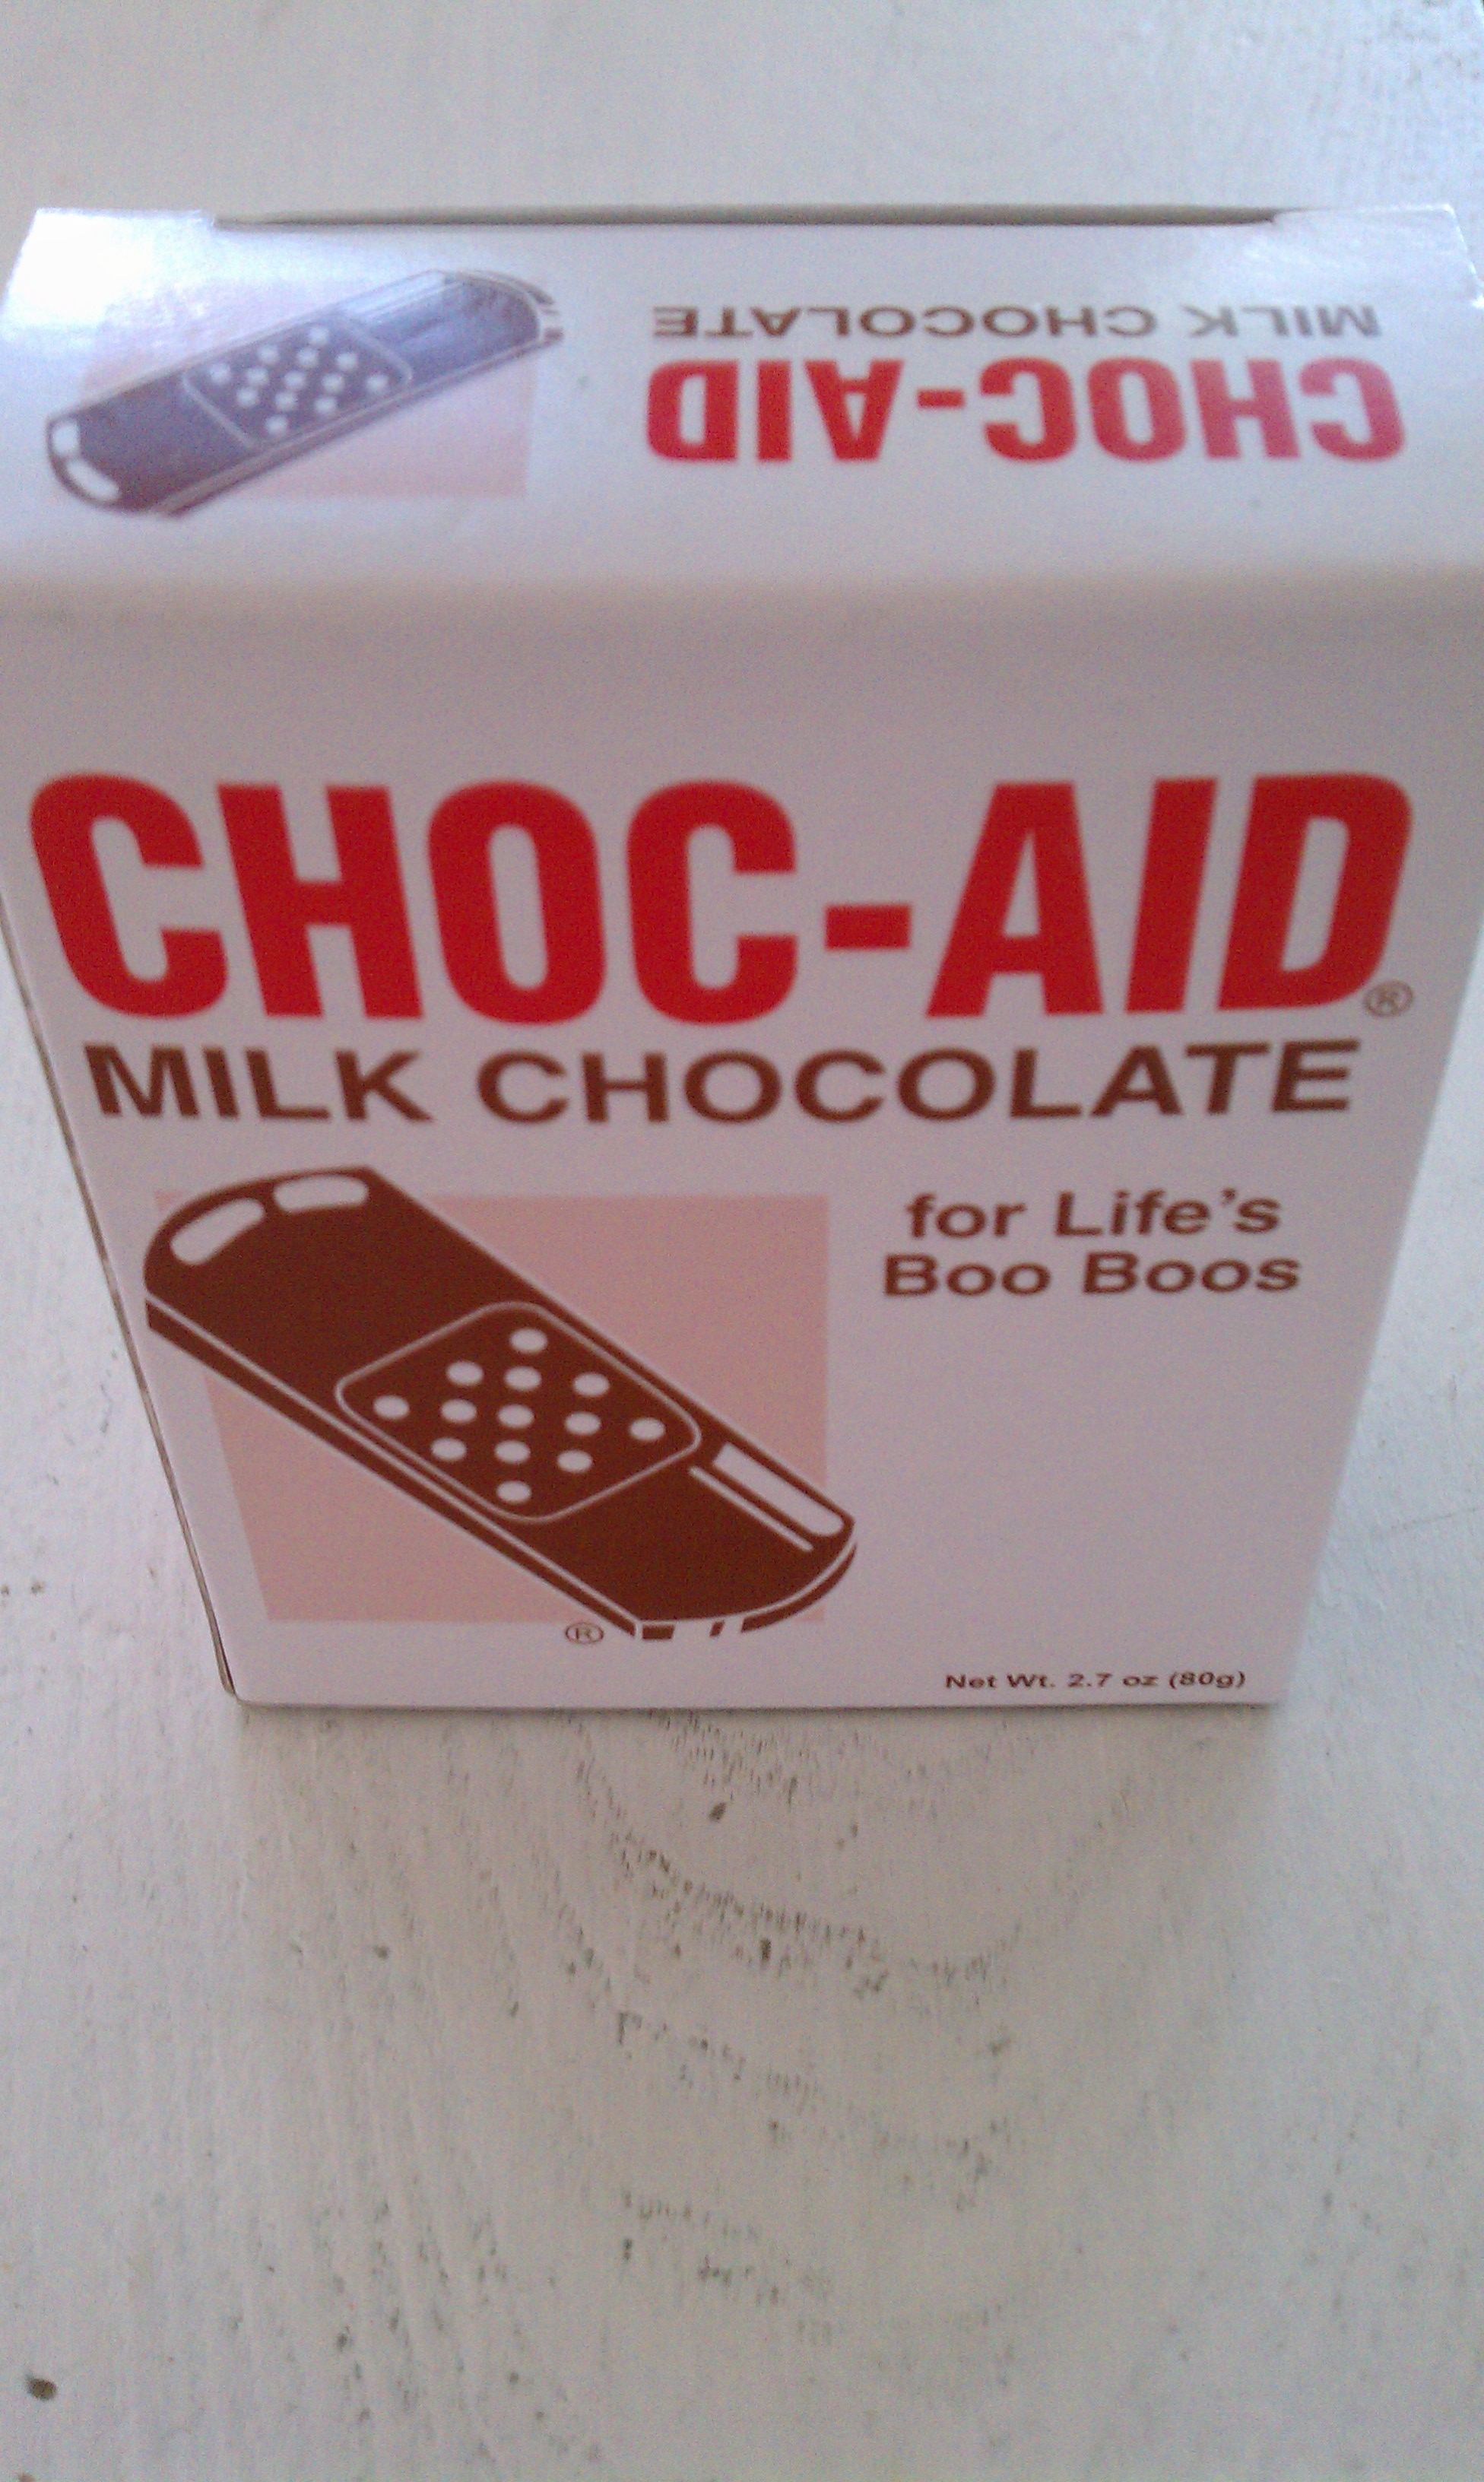 MILK CHOCOLATE
CHOC-AID
CHOC-AID®
MILK CHOCOLATE
for Life's
Boo Boos
®
Net Wt. 2.7 oz (80g)